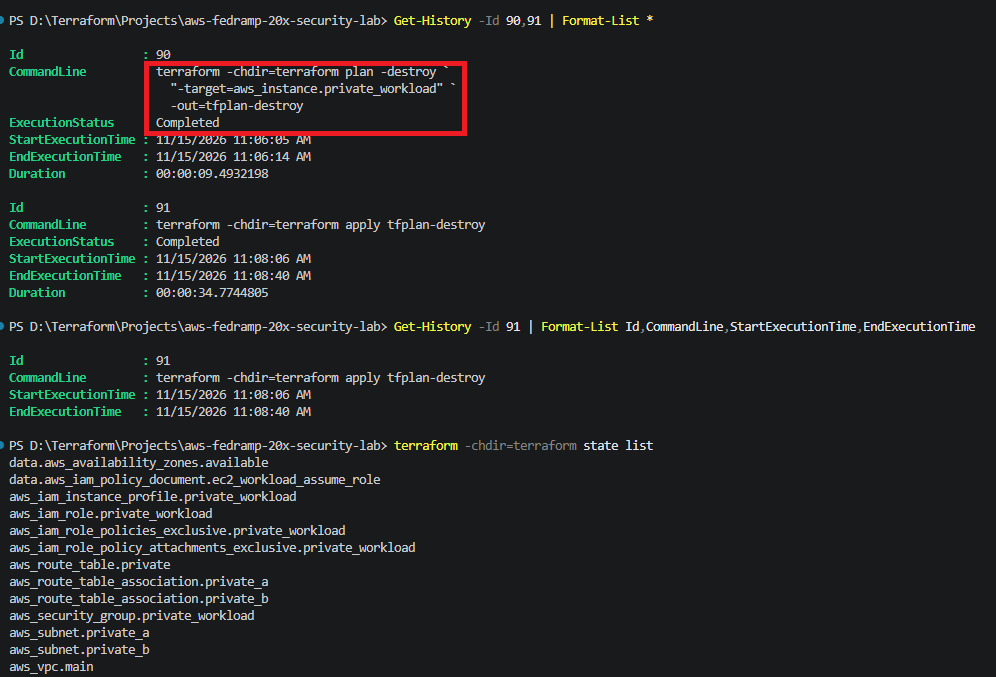 PS D:\Terraform\Projects\aws-fedramp-20x-security-lab> Get-History -Id 90,91 | Format-List *
Id : 90
CommandLine : terraform -chdir=terraform plan -destroy `
"-target=aws_instance.private_workload" `
-out=tfplan-destroy
ExecutionStatus : Completed
StartExecutionTime : 11/15/2026 11:06:05 AM
EndExecutionTime : 11/15/2026 11:06:14 AM
Duration : 00:00:09.4932198
Id : 91
CommandLine : terraform -chdir=terraform apply tfplan-destroy
ExecutionStatus : Completed
StartExecutionTime : 11/15/2026 11:08:06 AM
EndExecutionTime : 11/15/2026 11:08:40 AM
Duration : 00:00:34.7744805
PS D:\Terraform\Projects\aws-fedramp-20x-security-lab> Get-History -Id 91 | Format-List Id,CommandLine,StartExecutionTime,EndExecutionTime
Id : 91
CommandLine : terraform -chdir=terraform apply tfplan-destroy
StartExecutionTime : 11/15/2026 11:08:06 AM
EndExecutionTime : 11/15/2026 11:08:40 AM
PS D:\Terraform\Projects\aws-fedramp-20x-security-lab> terraform -chdir=terraform state list
data.aws_availability_zones.available
data.aws_iam_policy_document.ec2_workload_assume_role
aws_iam_instance_profile.private_workload
aws_iam_role.private_workload
aws_iam_role_policies_exclusive.private_workload
aws_iam_role_policy_attachments_exclusive.private_workload
aws_route_table.private
aws_route_table_association.private_a
aws_route_table_association.private_b
aws_security_group.private_workload
aws_subnet.private_a
aws_subnet.private_b
aws_vpc.main